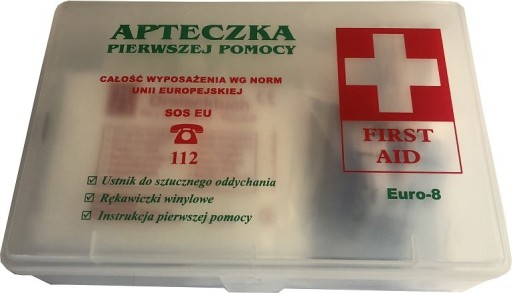 APTECZKA
PIERWSZEJ POMOCY
CAŁOŚĆ WYPOSAŻENIA WG NORM
UNII EUROPEJSKIEJ
SOS EU
112
Ustnik do sztucznego oddychania
Rękawiczki winylowe
Instrukcja pierwszej pomocy
FIRST
AID
Euro-8